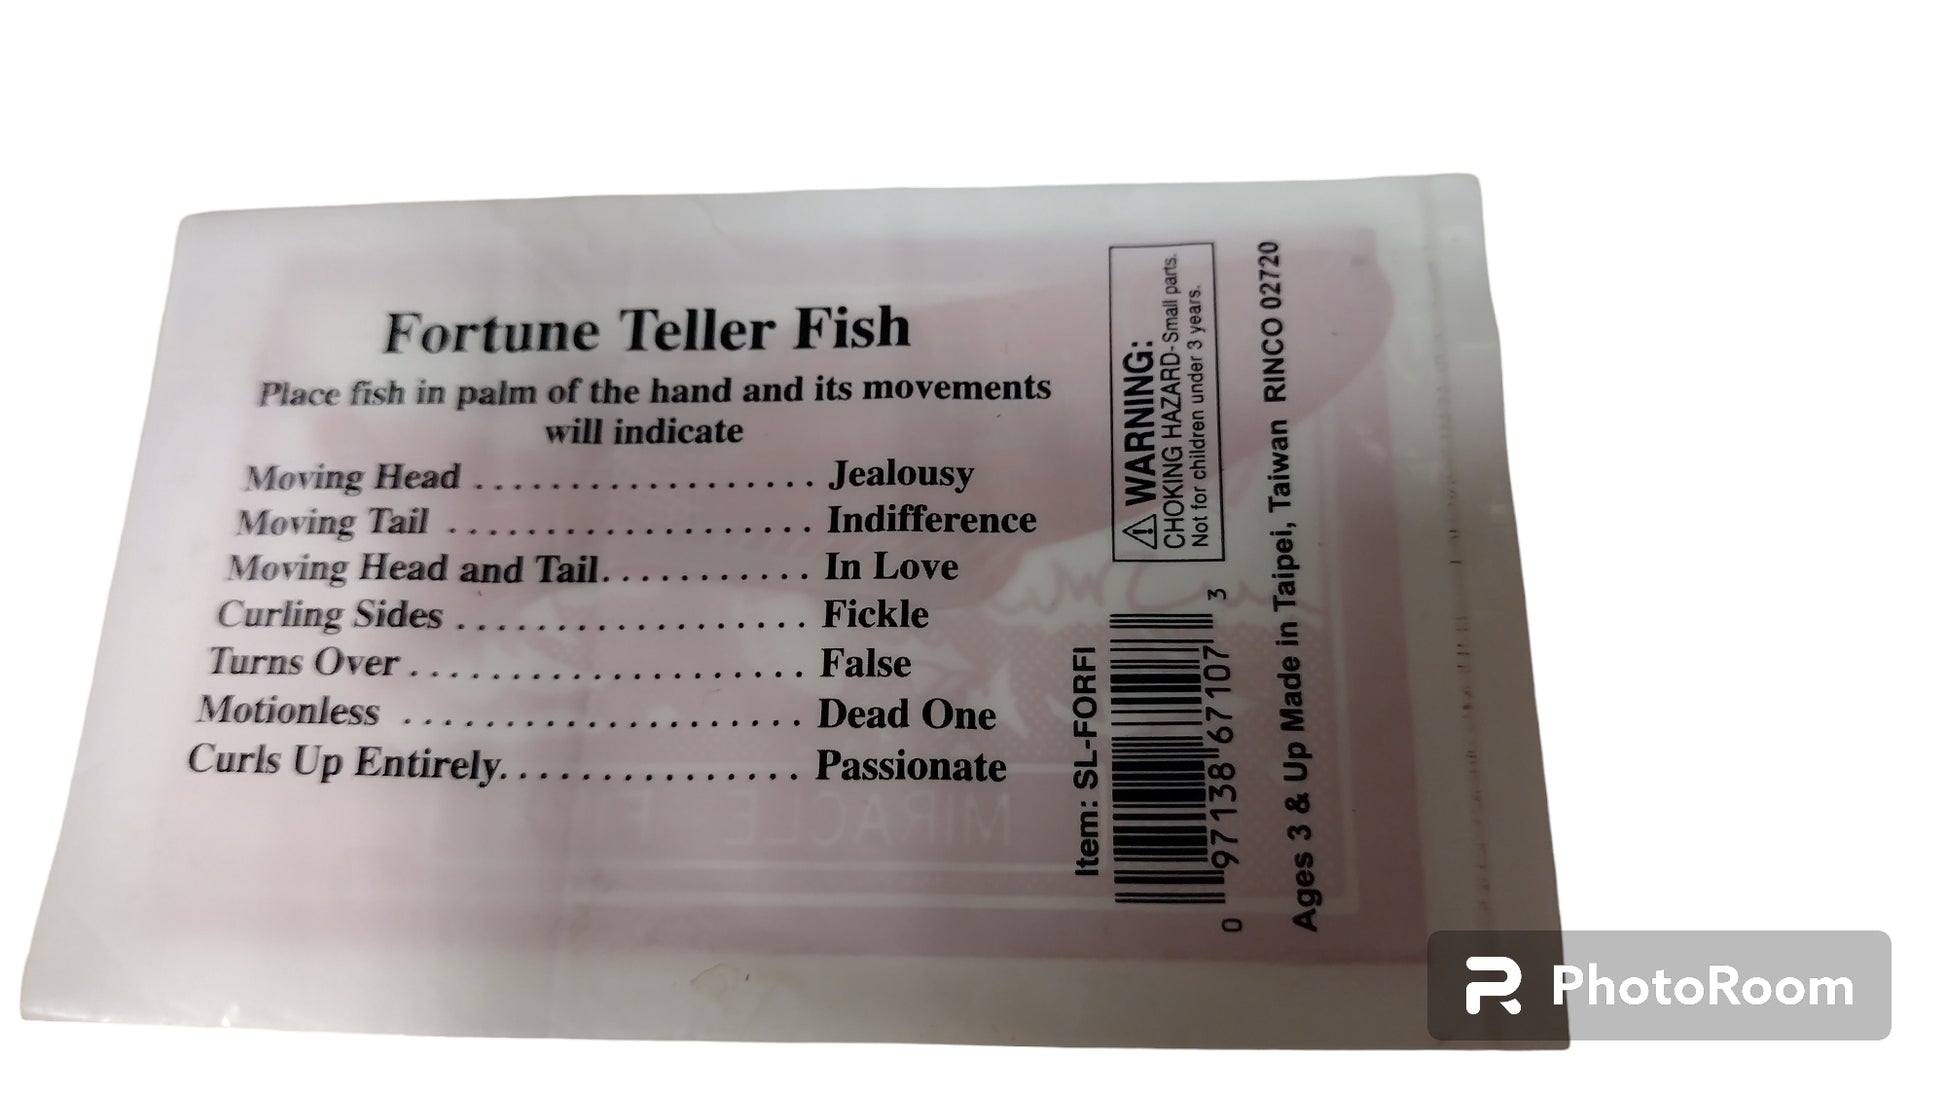 Fortune Teller Fish
Place fish in palm of the hand and its movements
will indicate
Moving Head .................... Jealousy
Moving Tail ..................... Indifference
Moving Head and Tail............ In Love
Curling Sides .................... Fickle
Turns Over ...................... False
Motionless ...................... Dead One
Curls Up Entirely................. Passionate
Item: SL-FORFI
0 97138 67107 3
⚠ WARNING:
CHOKING HAZARD-Small parts.
Not for children under 3 years.
Ages 3 & Up Made in Taipei, Taiwan RINCO 02720
MIRACLE
PhotoRoom